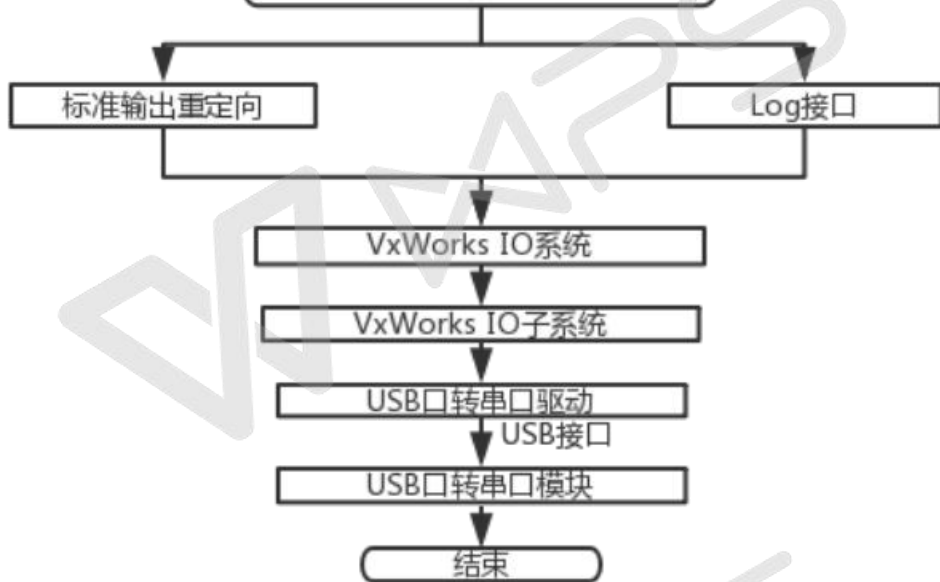 标准输出重定向
Log接口
VxWorks IO系统
VxWorks IO子系统
USB口转串口驱动
USB接口
USB口转串口模块
结束
WPS